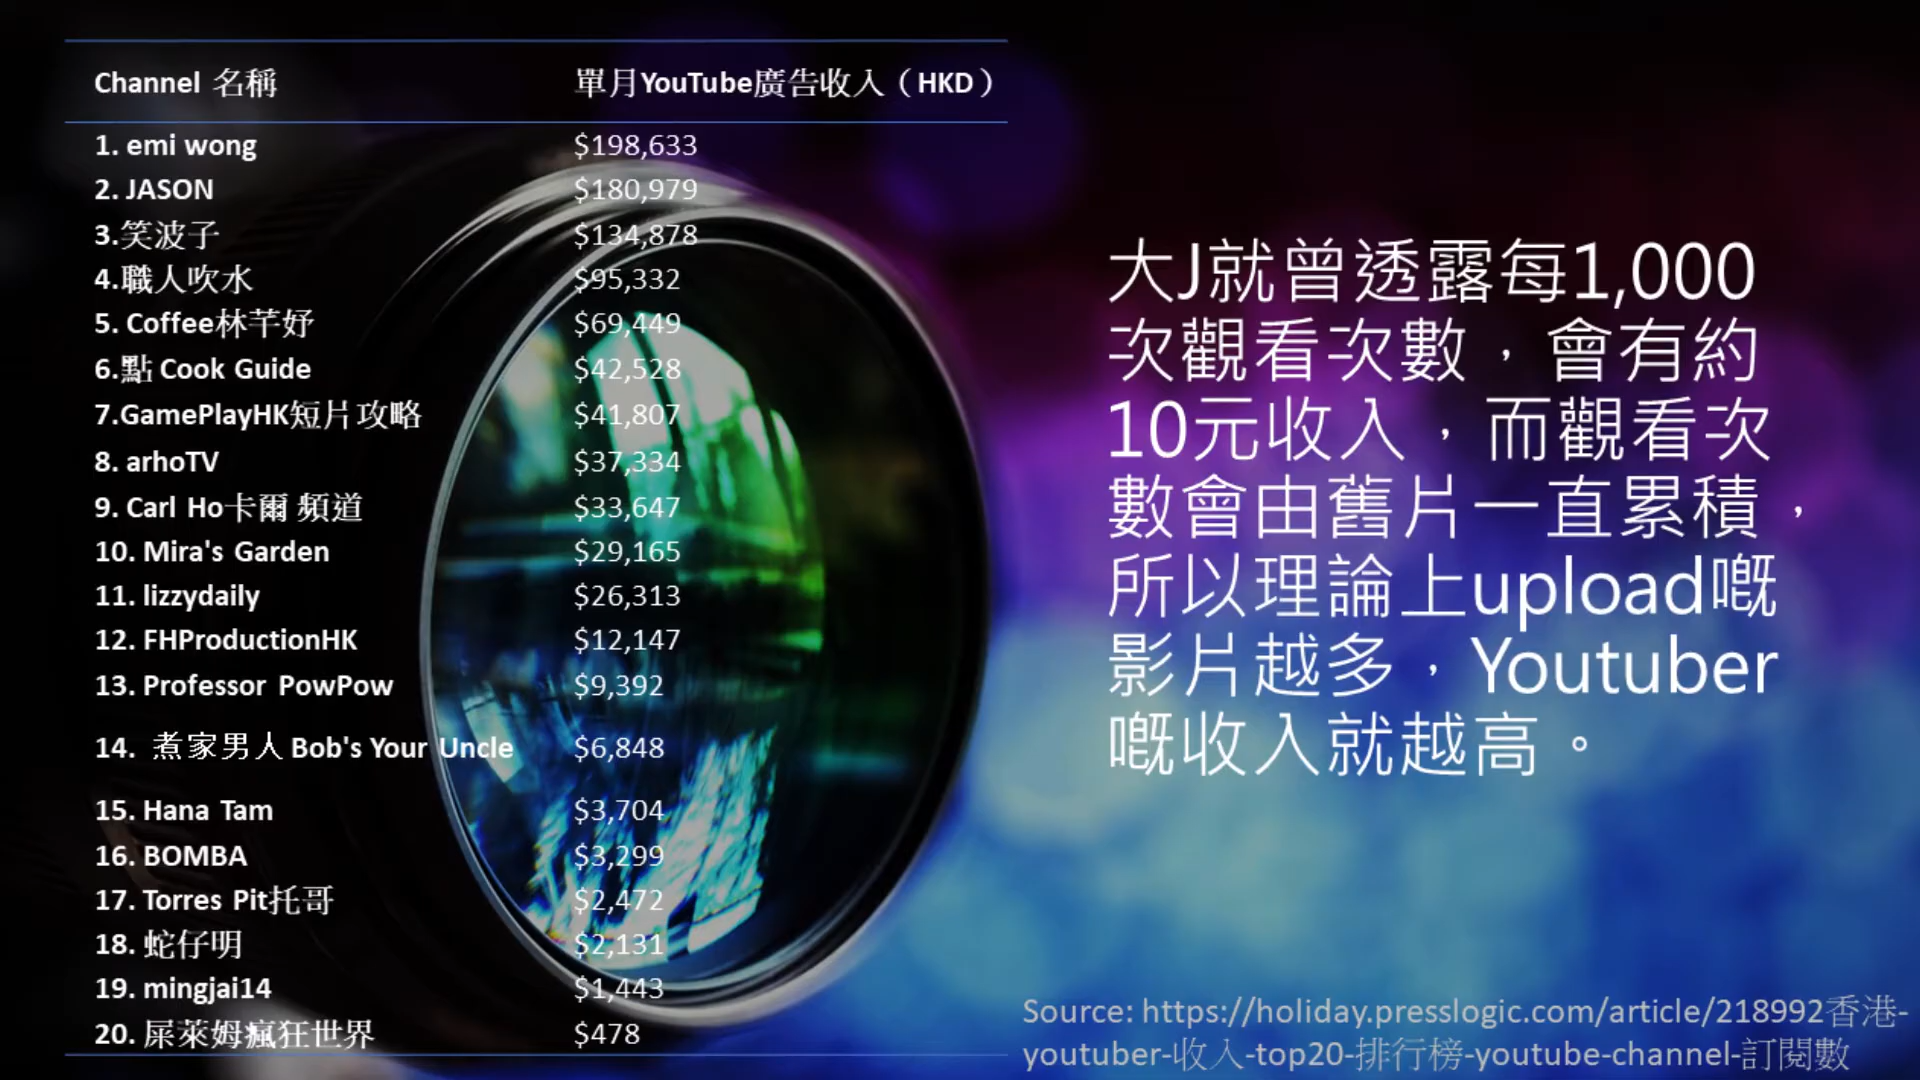 Channel 名稱 單月YouTube廣告收入（HKD）
1. emi wong $198,633
2. JASON $180,979
3.笑波子 $134,878
4.職人吹水 $95,332
5. Coffee林芊妤 $69,449
6.點 Cook Guide $42,528
7.GamePlayHK短片攻略 $41,807
8. arhoTV $37,334
9. Carl Ho卡爾 頻道 $33,647
10. Mira's Garden $29,165
11. lizzydaily $26,313
12. FHProductionHK $12,147
13. Professor PowPow $9,392
14. 煮家男人 Bob's Your Uncle $6,848
15. Hana Tam $3,704
16. BOMBA $3,299
17. Torres Pit托哥 $2,472
18. 蛇仔明 $2,131
19. mingjai14 $1,443
20. 屎萊姆瘋狂世界 $478
大J就曾透露每1,000
次觀看次數，會有約
10元收入，而觀看次
數會由舊片一直累積，
所以理論上upload嘅
影片越多，Youtuber
嘅收入就越高。
Source: https://holiday.presslogic.com/article/218992香港-
youtuber-收入-top20-排行榜-youtube-channel-訂閱數